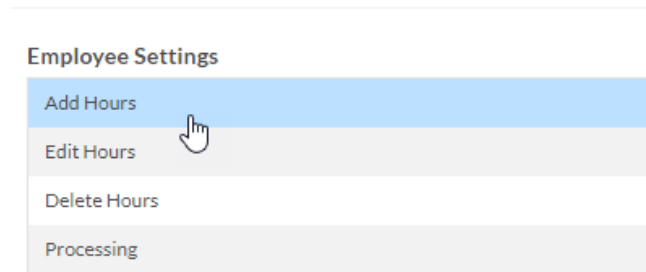 Employee Settings
Add Hours
Edit Hours
Delete Hours
Processing